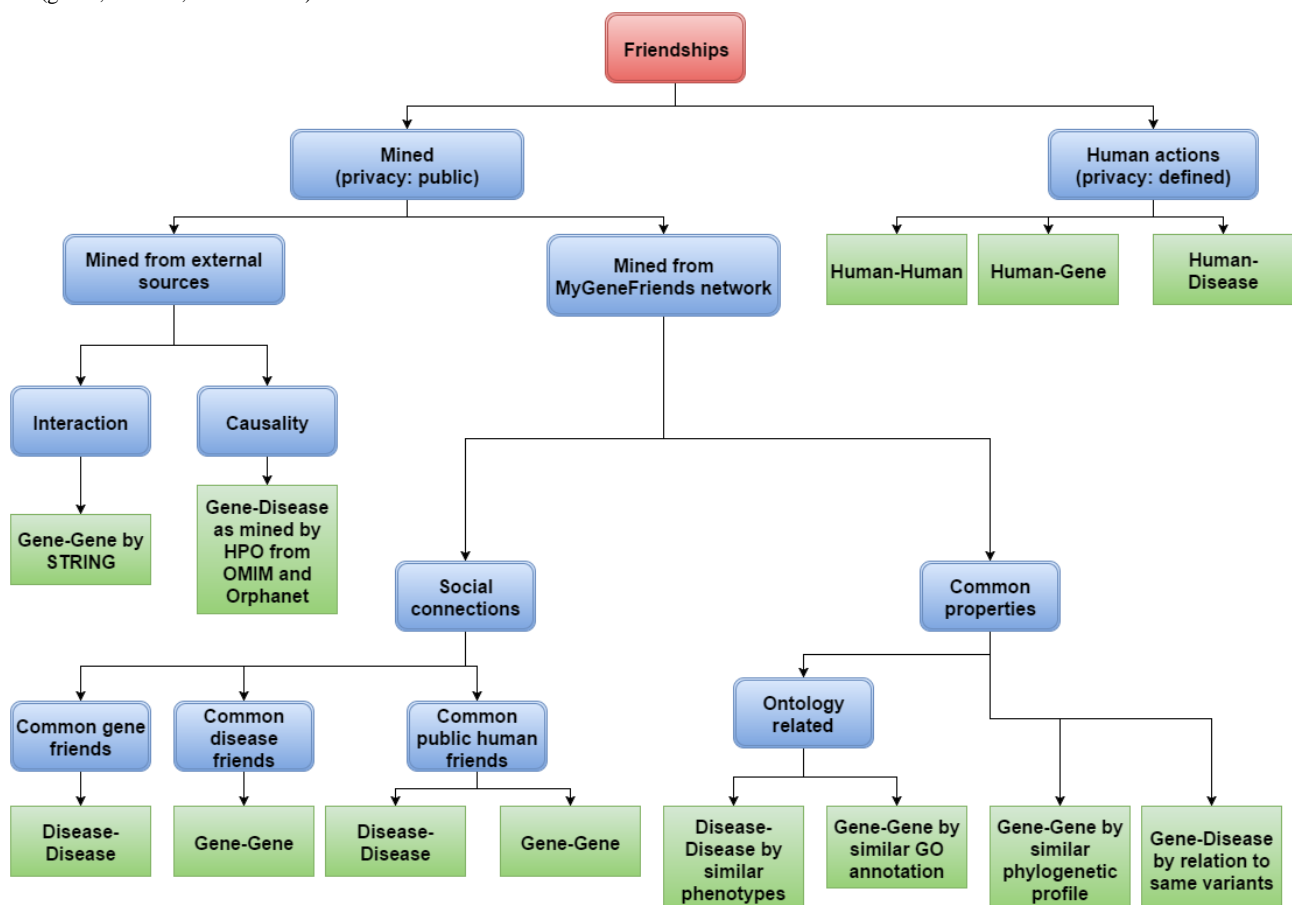 Friendships
Mined
(privacy: public)
Human actions
(privacy: defined)
Mined from external
sources
Mined from
MyGeneFriends network
Human-Human
Human-Gene
Human-
Disease
Interaction
Causality
Gene-Gene by
STRING
Gene-Disease
as mined by
HPO from
OMIM and
Orphanet
Social
connections
Common
properties
Common gene
friends
Common
disease
friends
Common
public human
friends
Ontology
related
Disease-
Disease
Gene-Gene
Disease-
Disease
Gene-Gene
Disease-
Disease by
similar
phenotypes
Gene-Gene by
similar GO
annotation
Gene-Gene by
similar
phylogenetic
profile
Gene-Disease
by relation to
same variants